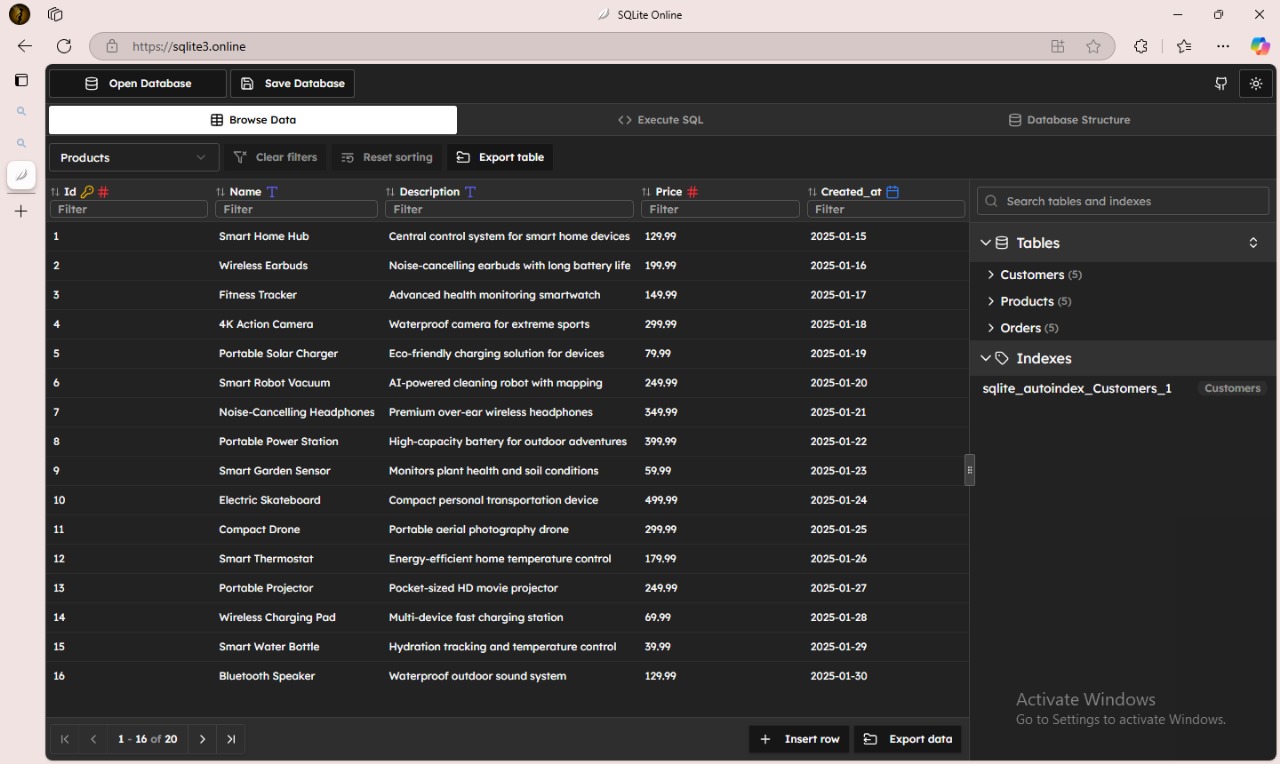 SQLite Online
https://sqlite3.online
Open Database Save Database
Browse Data Execute SQL Database Structure
Products Clear filters Reset sorting Export table
Id Name Description Price Created_at
Filter Filter Filter Filter Filter
1 Smart Home Hub Central control system for smart home devices 129.99 2025-01-15
2 Wireless Earbuds Noise-cancelling earbuds with long battery life 199.99 2025-01-16
3 Fitness Tracker Advanced health monitoring smartwatch 149.99 2025-01-17
4 4K Action Camera Waterproof camera for extreme sports 299.99 2025-01-18
5 Portable Solar Charger Eco-friendly charging solution for devices 79.99 2025-01-19
6 Smart Robot Vacuum AI-powered cleaning robot with mapping 249.99 2025-01-20
7 Noise-Cancelling Headphones Premium over-ear wireless headphones 349.99 2025-01-21
8 Portable Power Station High-capacity battery for outdoor adventures 399.99 2025-01-22
9 Smart Garden Sensor Monitors plant health and soil conditions 59.99 2025-01-23
10 Electric Skateboard Compact personal transportation device 499.99 2025-01-24
11 Compact Drone Portable aerial photography drone 299.99 2025-01-25
12 Smart Thermostat Energy-efficient home temperature control 179.99 2025-01-26
13 Portable Projector Pocket-sized HD movie projector 249.99 2025-01-27
14 Wireless Charging Pad Multi-device fast charging station 69.99 2025-01-28
15 Smart Water Bottle Hydration tracking and temperature control 39.99 2025-01-29
16 Bluetooth Speaker Waterproof outdoor sound system 129.99 2025-01-30
1 - 16 of 20 Insert row Export data
Search tables and indexes
Tables
Customers (5)
Products (5)
Orders (5)
Indexes
sqlite_autoindex_Customers_1 Customers
Activate Windows
Go to Settings to activate Windows.